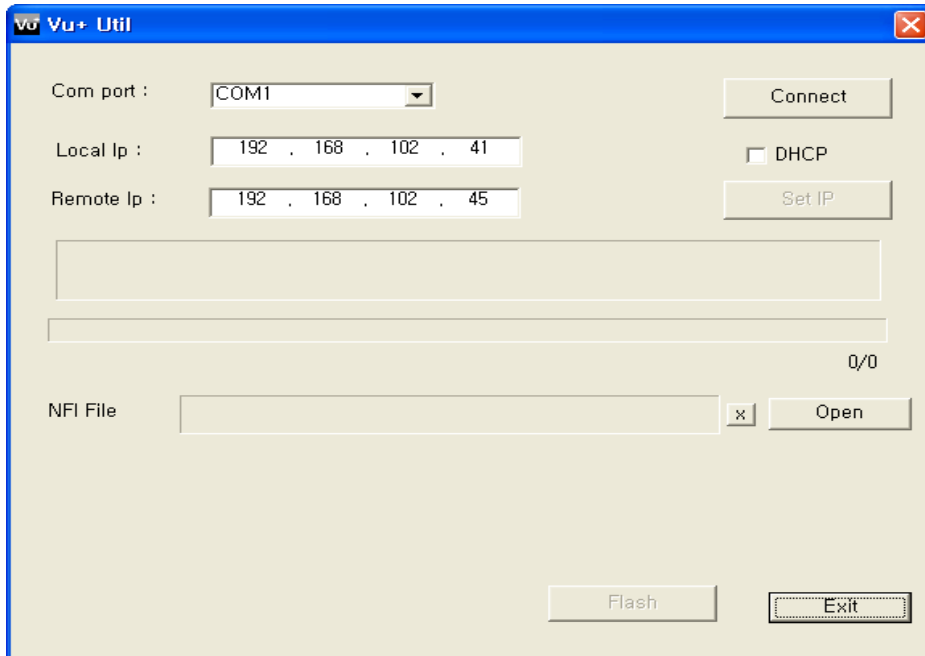 Vu+ Vu+ Util
Com port : COM1 Connect
Local Ip : 192 . 168 . 102 . 41 DHCP
Remote Ip : 192 . 168 . 102 . 45 Set IP
0/0
NFI File x Open
Flash Exit